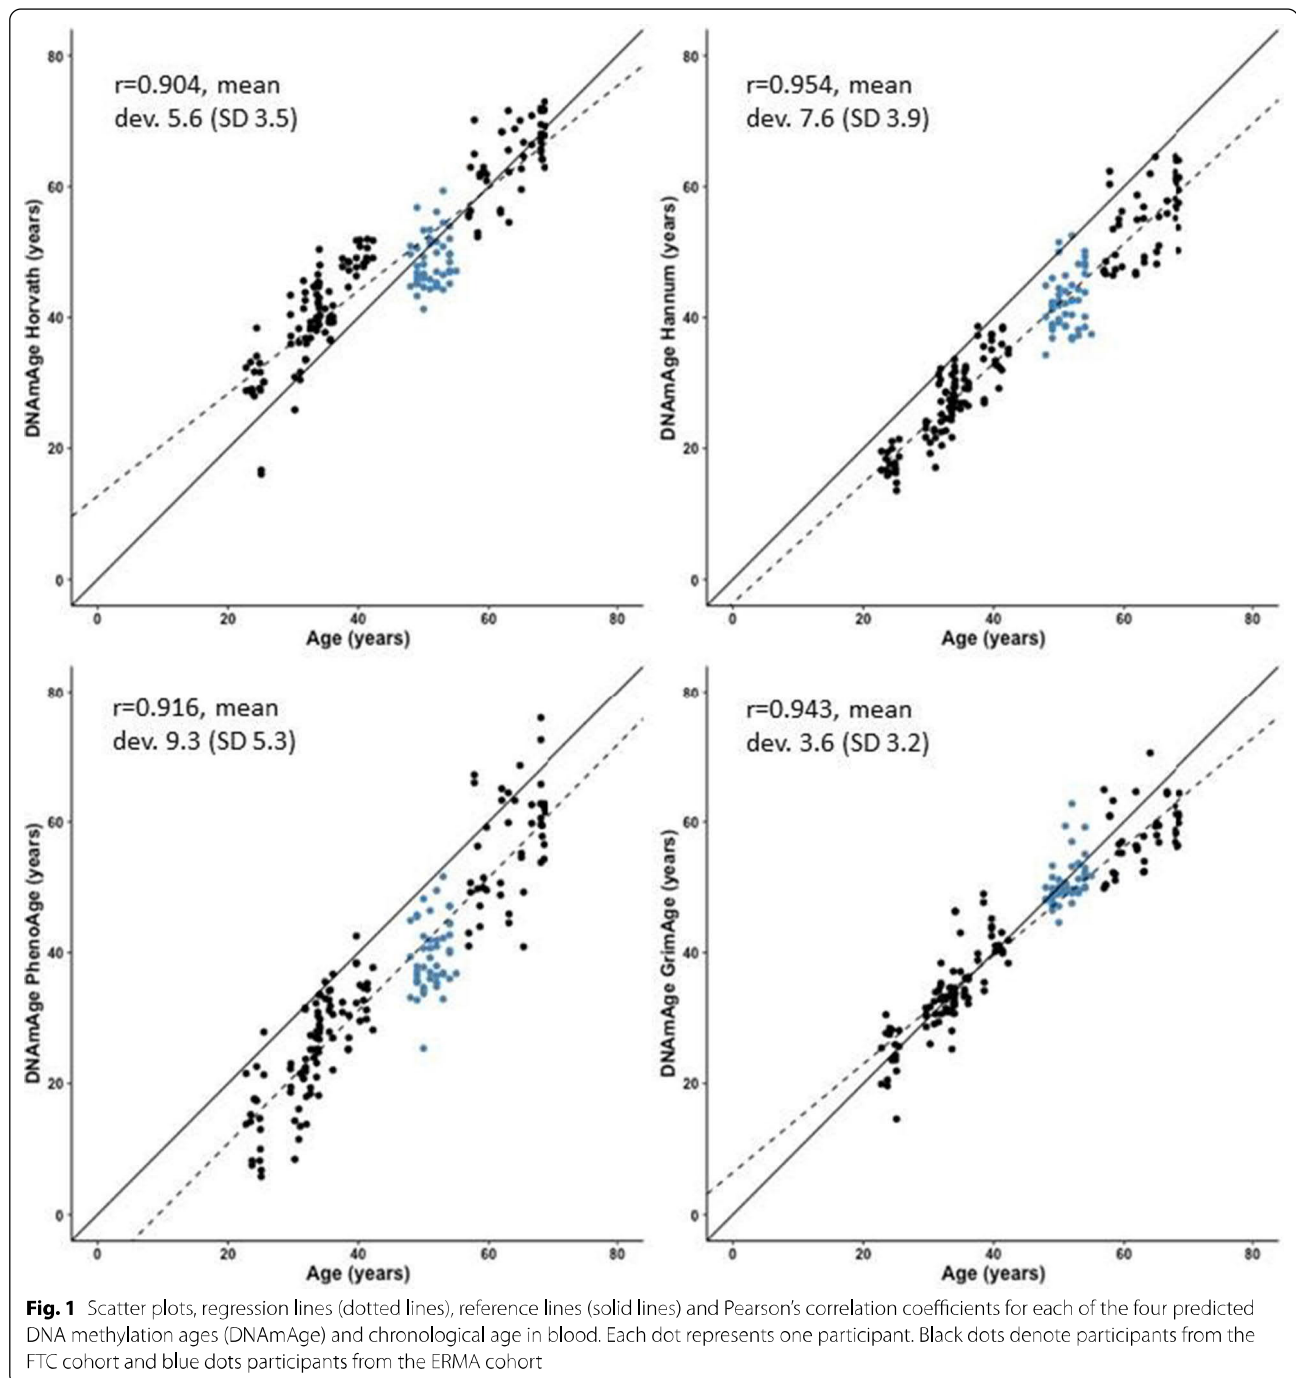 80
60
40
20
0
DNAmAge Horvath (years)
r=0.904, mean
dev. 5.6 (SD 3.5)
0 20 40 60 80
Age (years)
80
60
40
20
0
DNAmAge Hannum (years)
r=0.954, mean
dev. 7.6 (SD 3.9)
0 20 40 60 80
Age (years)
80
60
40
20
0
DNAmAge PhenoAge (years)
r=0.916, mean
dev. 9.3 (SD 5.3)
0 20 40 60 80
Age (years)
80
60
40
20
0
DNAmAge GrimAge (years)
r=0.943, mean
dev. 3.6 (SD 3.2)
0 20 40 60 80
Age (years)
Fig. 1 Scatter plots, regression lines (dotted lines), reference lines (solid lines) and Pearson's correlation coefficients for each of the four predicted
DNA methylation ages (DNAmAge) and chronological age in blood. Each dot represents one participant. Black dots denote participants from the
FTC cohort and blue dots participants from the ERMA cohort